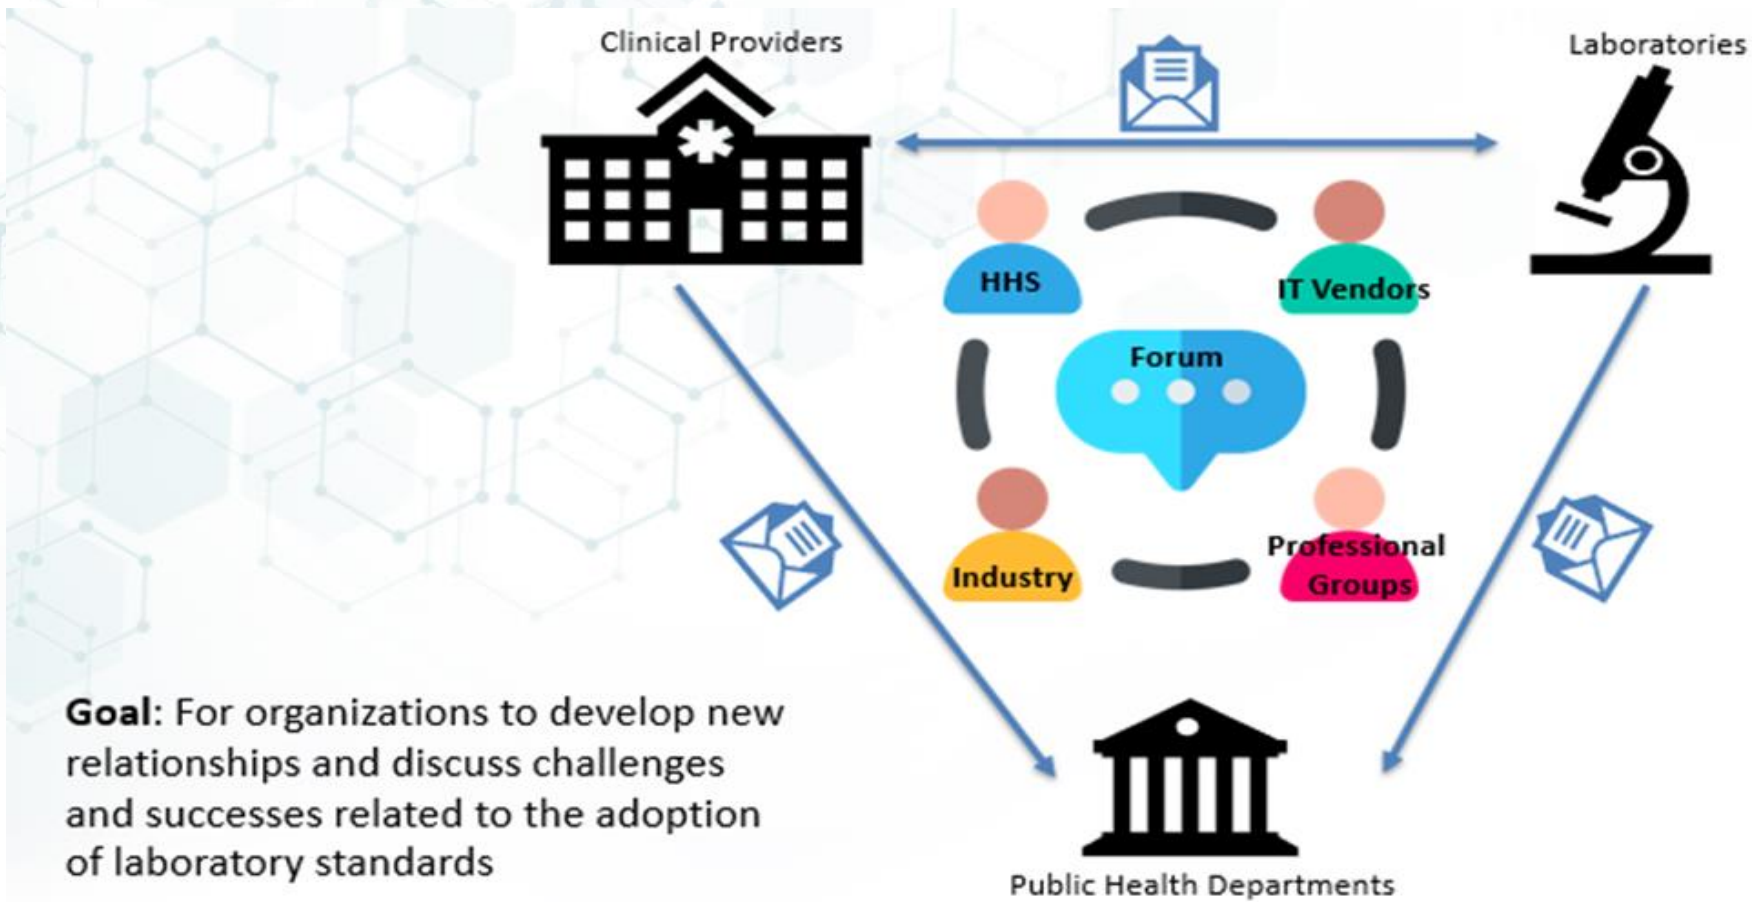 Clinical Providers
Laboratories
HHS
IT Vendors
Forum
Industry
Professional
Groups
Goal: For organizations to develop new
relationships and discuss challenges
and successes related to the adoption
of laboratory standards
Public Health Departments